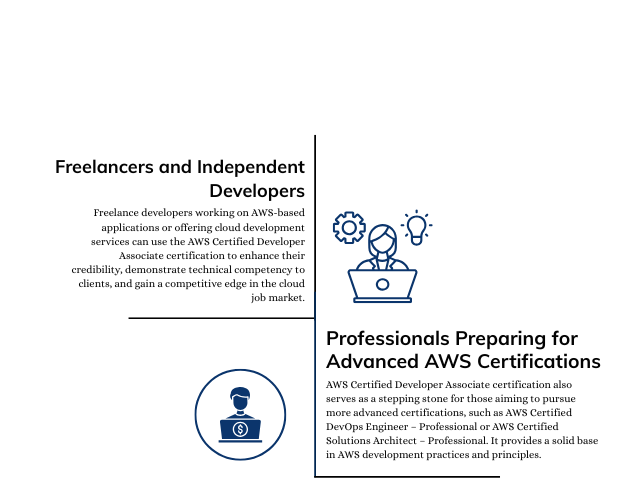 Freelancers and Independent
Developers
Freelance developers working on AWS-based
applications or offering cloud development
services can use the AWS Certified Developer
Associate certification to enhance their
credibility, demonstrate technical competency to
clients, and gain a competitive edge in the cloud
job market.
Professionals Preparing for
Advanced AWS Certifications
AWS Certified Developer Associate certification also
serves as a stepping stone for those aiming to pursue
more advanced certifications, such as AWS Certified
DevOps Engineer – Professional or AWS Certified
Solutions Architect – Professional. It provides a solid base
in AWS development practices and principles.
$